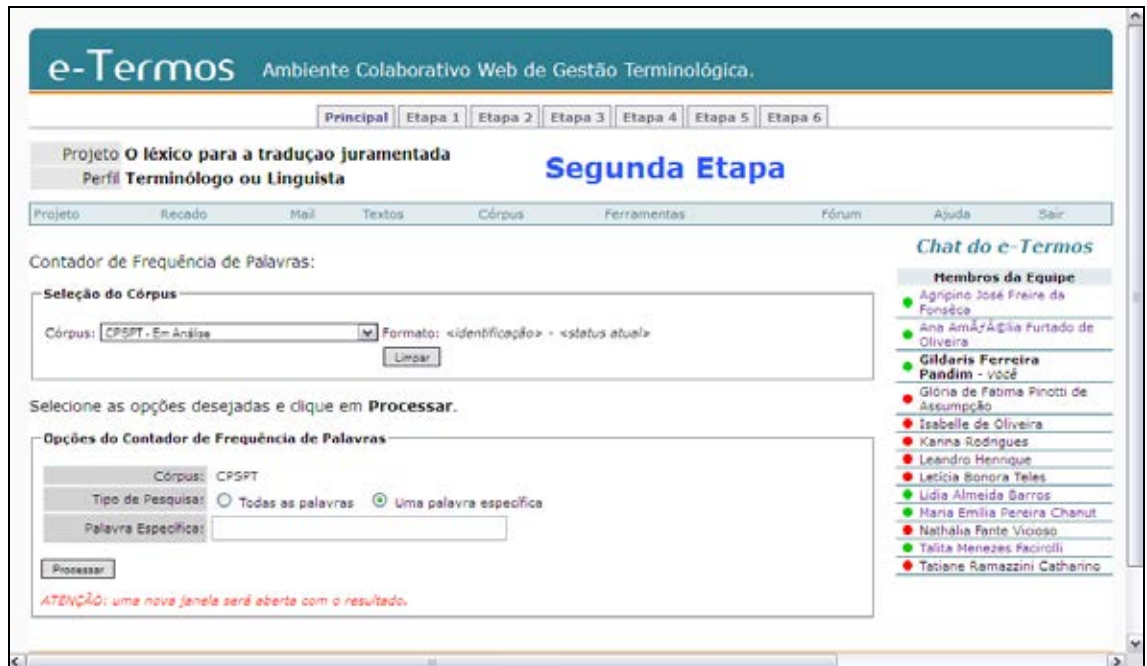 e-Termos Ambiente Colaborativo Web de Gestão Terminológica.
Principal Etapa 1 Etapa 2 Etapa 3 Etapa 4 Etapa 5 Etapa 6
Projeto O léxico para a traduçao juramentada
Perfil Terminólogo ou Linguista
Segunda Etapa
Projeto Recado Mail Textos Córpus Ferramentas Fórum Ajuda Sair
Contador de Frequência de Palavras:
Seleção do Córpus
Córpus: CPSPT - Em Análise Formato: <identificação> - <status atual>
Limpar
Selecione as opções desejadas e clique em Processar.
Opções do Contador de Frequência de Palavras
Córpus: CPSPT
Tipo de Pesquisa: Todas as palavras Uma palavra específica
Palavra Específica:
Processar
ATENÇÃO: uma nova janela será aberta com o resultado.
Chat do e-Termos
Membros da Equipe
Agripino José Freire da
Fonsêca
Ana AmÃƒÂ©lia Furtado de
Oliveira
Gildaris Ferreira
Pandim - você
Glória de Fatima Pinotti de
Assumpção
Isabelle de Oliveira
Karina Rodrigues
Leandro Henrique
Letícia Bonora Teles
Lidia Almeida Barros
Maria Emilia Pereira Chanut
Nathália Fante Vicioso
Talita Menezes Facirolli
Tatiane Ramazzini Catharino